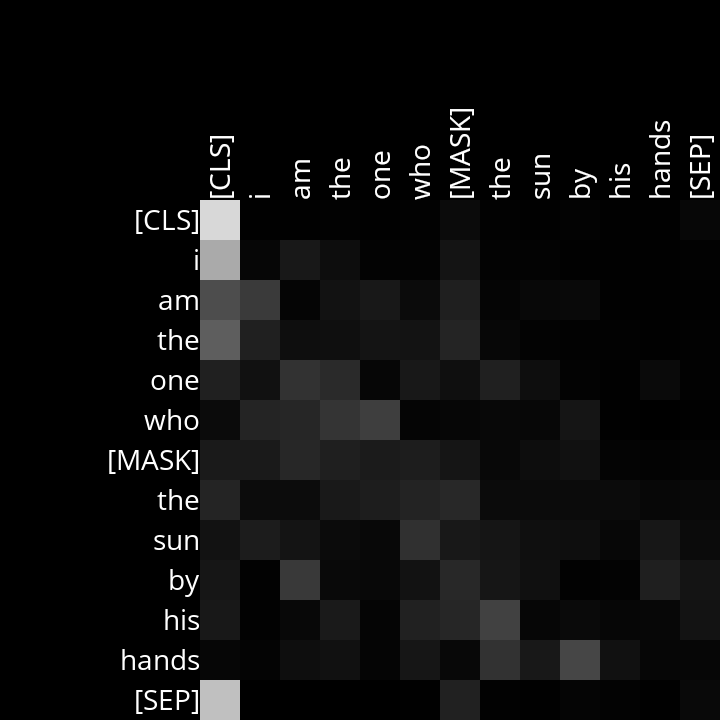 [CLS] i am the one who [MASK] the sun by his hands [SEP]
[CLS]
i
am
the
one
who
[MASK]
the
sun
by
his
hands
[SEP]